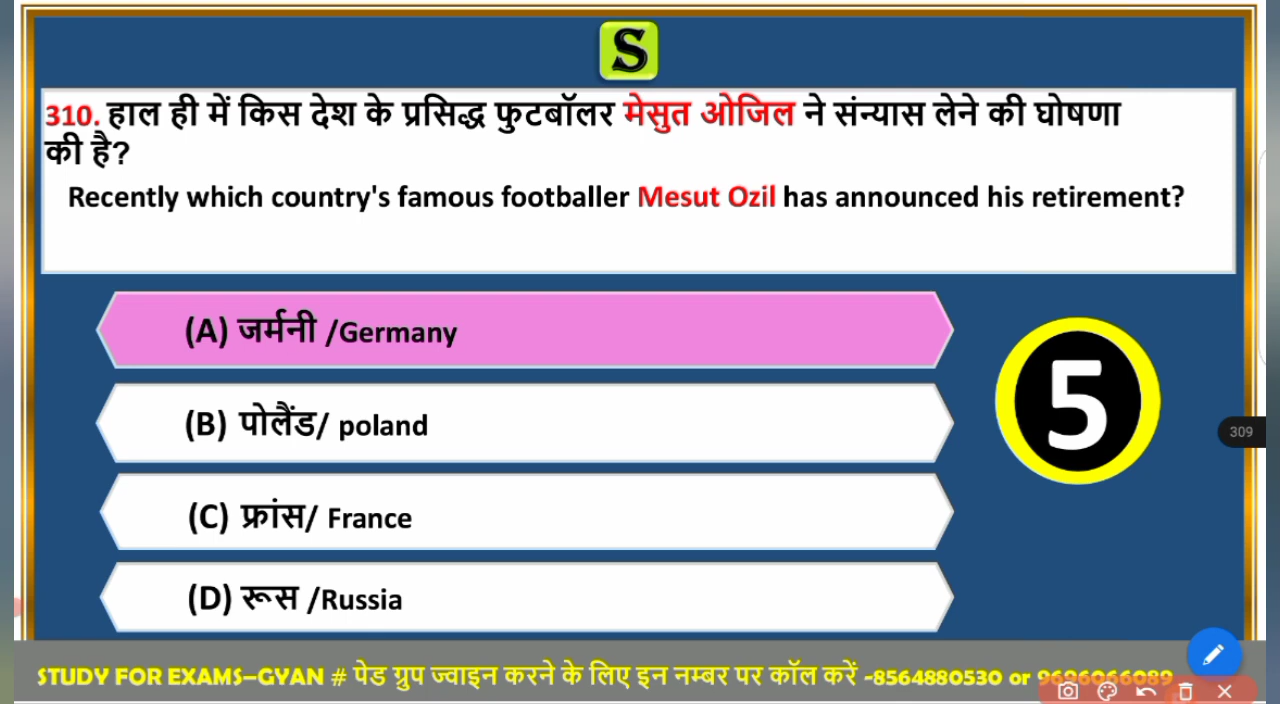 S
310. हाल ही में किस देश के प्रसिद्ध फुटबॉलर मेसुत ओजिल ने संन्यास लेने की घोषणा
की है?
Recently which country's famous footballer Mesut Ozil has announced his retirement?
(A) जर्मनी /Germany
(B) पोलैंड/ poland
5
309
(C) फ्रांस/ France
(D) रूस /Russia
STUDY FOR EXAMS–GYAN # पेड ग्रुप ज्वाइन करने के लिए इन नम्बर पर कॉल करें -8564880530 or 9696066089